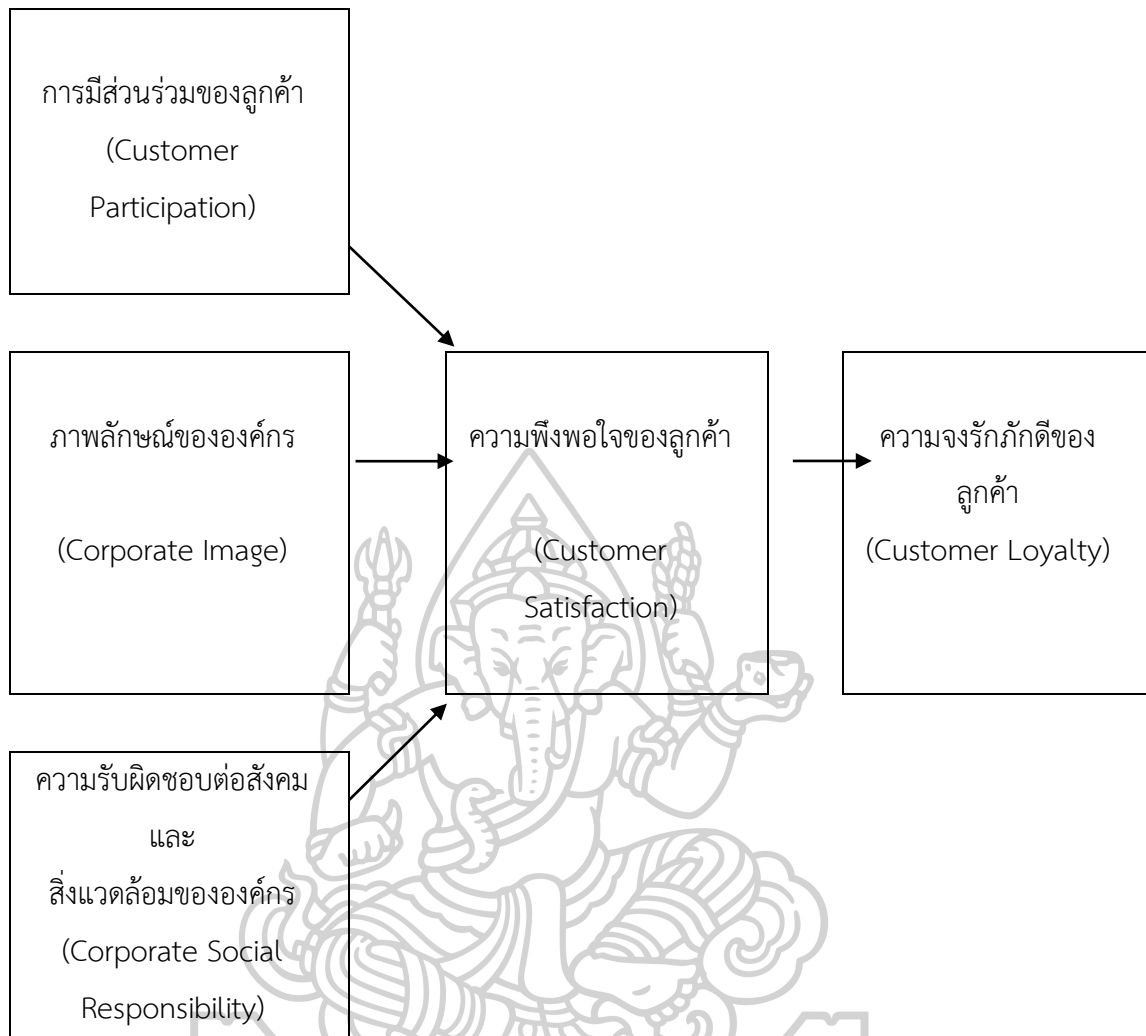 การมีส่วนร่วมของลูกค้า
(Customer
Participation)
ภาพลักษณ์ขององค์กร
(Corporate Image)
ความพึงพอใจของลูกค้า
(Customer
Satisfaction)
ความจงรักภักดีของ
ลูกค้า
(Customer Loyalty)
ความรับผิดชอบต่อสังคม
และ
สิ่งแวดล้อมขององค์กร
(Corporate Social
Responsibility)